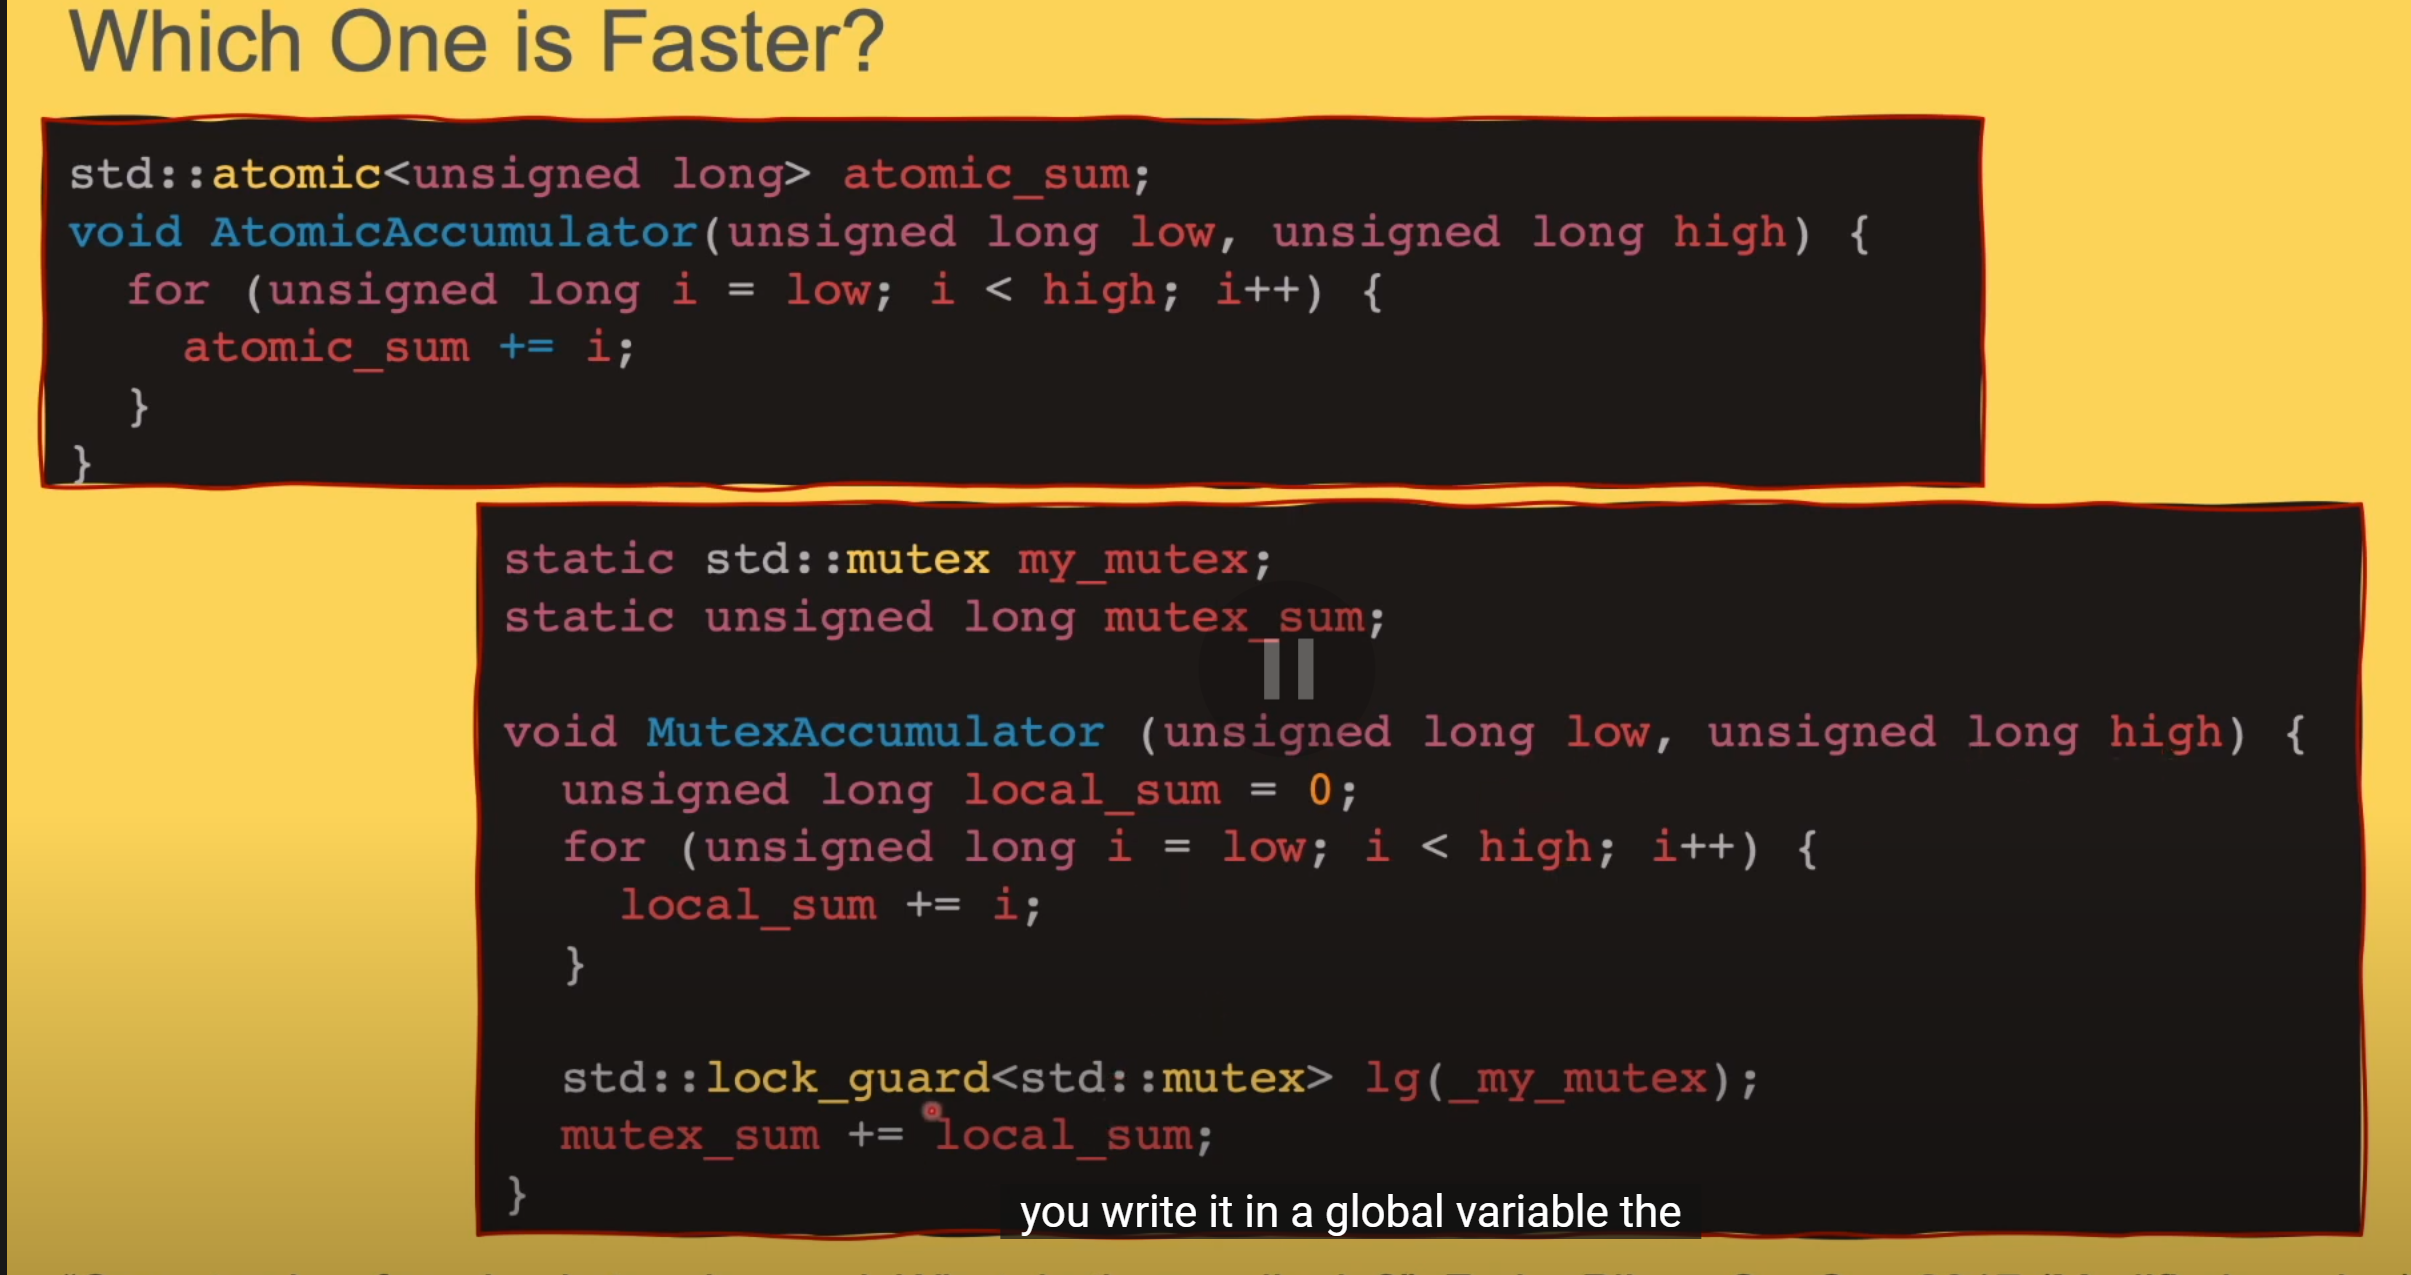 Which One is Faster?
std::atomic<unsigned long> atomic_sum;
void AtomicAccumulator(unsigned long low, unsigned long high) {
  for (unsigned long i = low; i < high; i++) {
    atomic_sum += i;
  }
}
static std::mutex my_mutex;
static unsigned long mutex_sum;
void MutexAccumulator (unsigned long low, unsigned long high) {
  unsigned long local_sum = 0;
  for (unsigned long i = low; i < high; i++) {
    local_sum += i;
  }
  std::lock_guard<std::mutex> lg(_my_mutex);
  mutex_sum += local_sum;
}
you write it in a global variable the